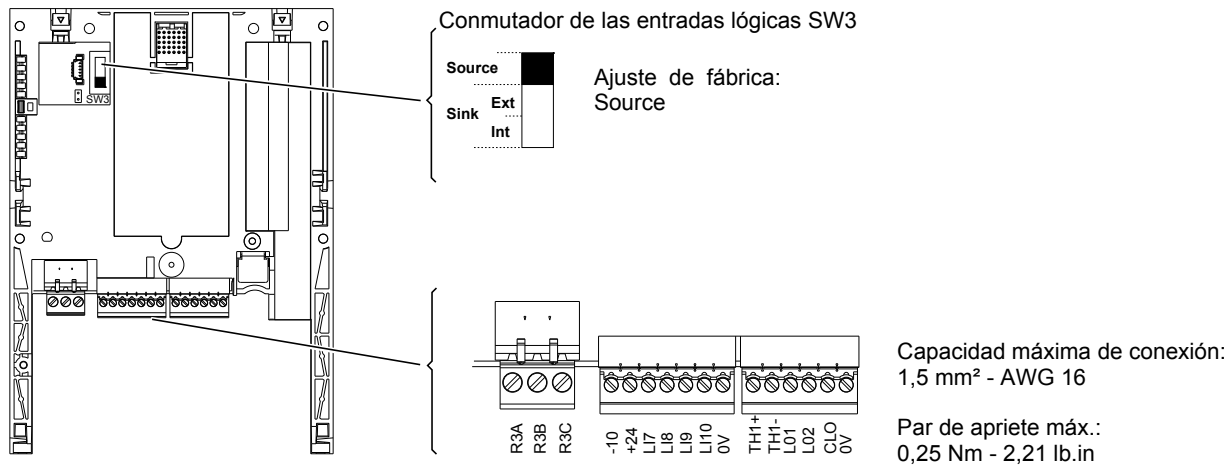 Conmutador de las entradas lógicas SW3
Source
Sink
Ext
Int
Ajuste de fábrica:
Source
SW3
R3A
R3B
R3C
-10
+24
LI7
LI8
LI9
LI10
0V
TH1+
TH1-
L01
L02
CLO
0V
Capacidad máxima de conexión:
1,5 mm² - AWG 16
Par de apriete máx.:
0,25 Nm - 2,21 lb.in